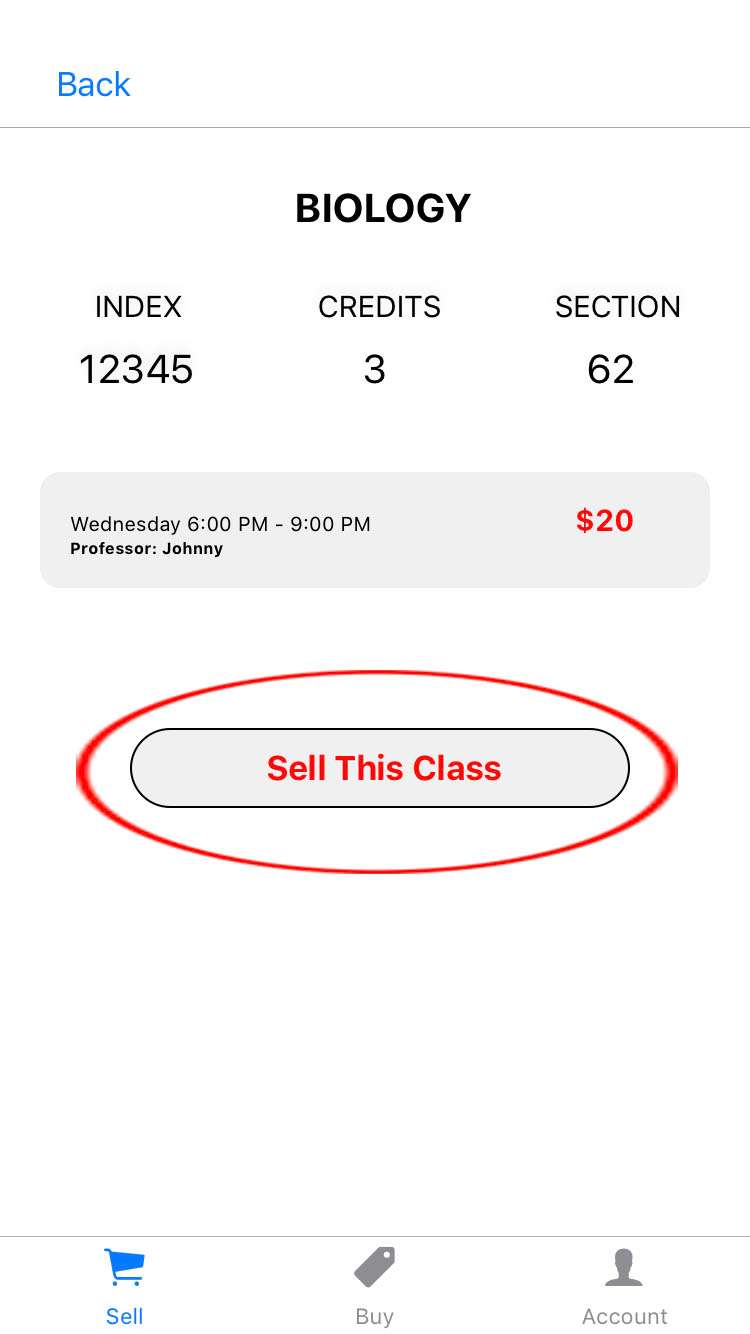 Back
BIOLOGY
INDEX CREDITS SECTION
12345 3 62
Wednesday 6:00 PM - 9:00 PM $20
Professor: Johnny
Sell This Class
Sell Buy Account